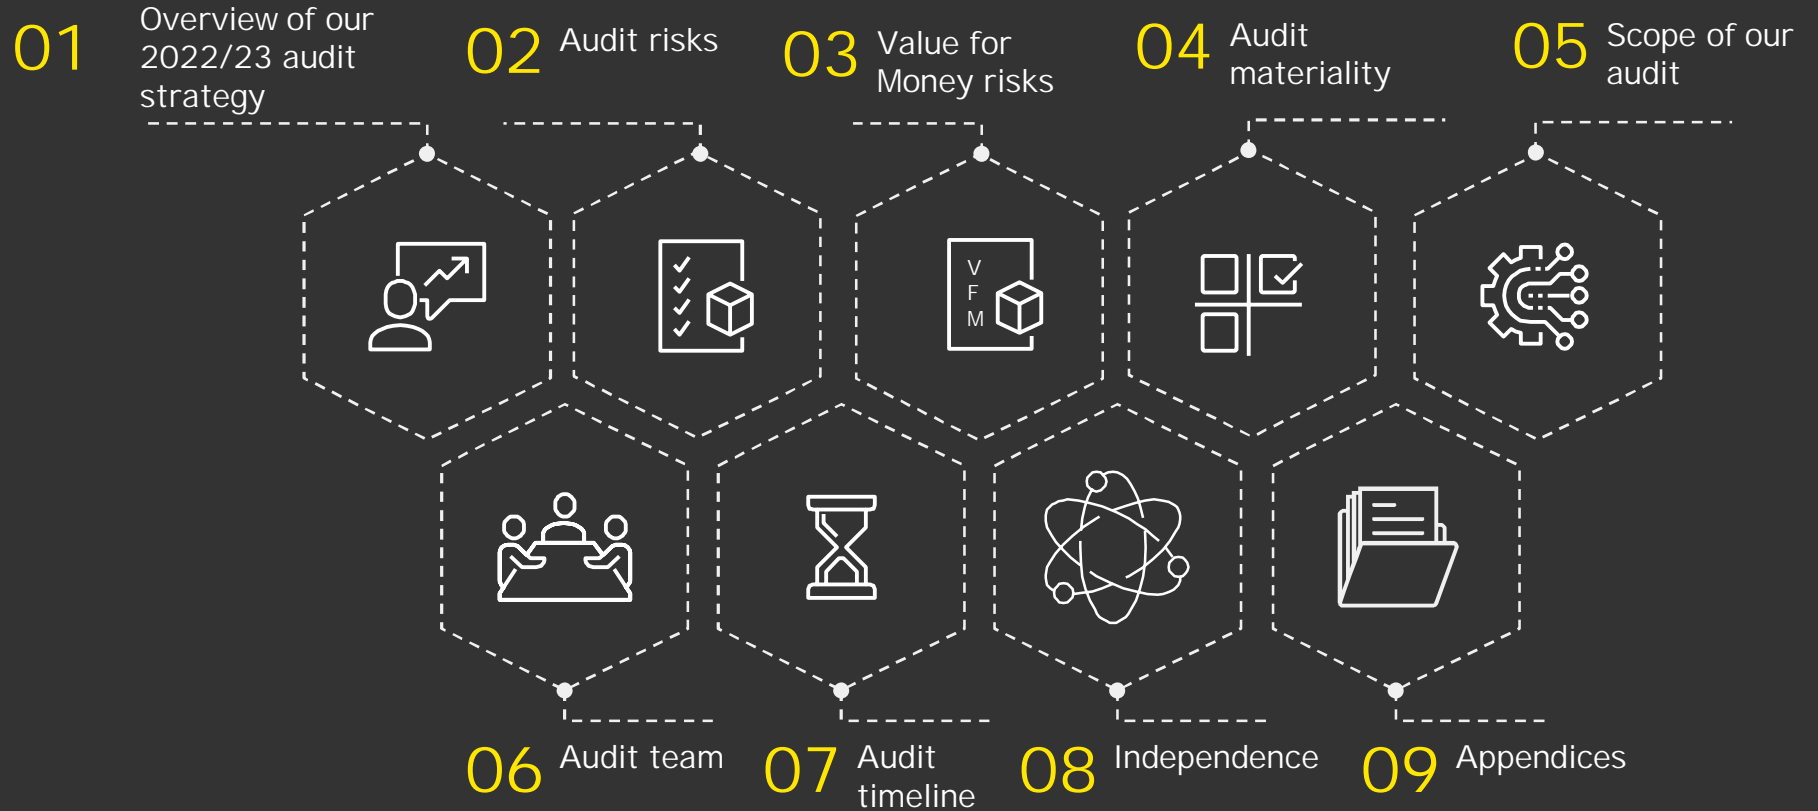 01
Overview of our
2022/23 audit
strategy
02
Audit risks
03
Value for
Money risks
04
Audit
materiality
05
Scope of our
audit
V
F
M
06
Audit team
07
Audit
timeline
08
Independence
09
Appendices